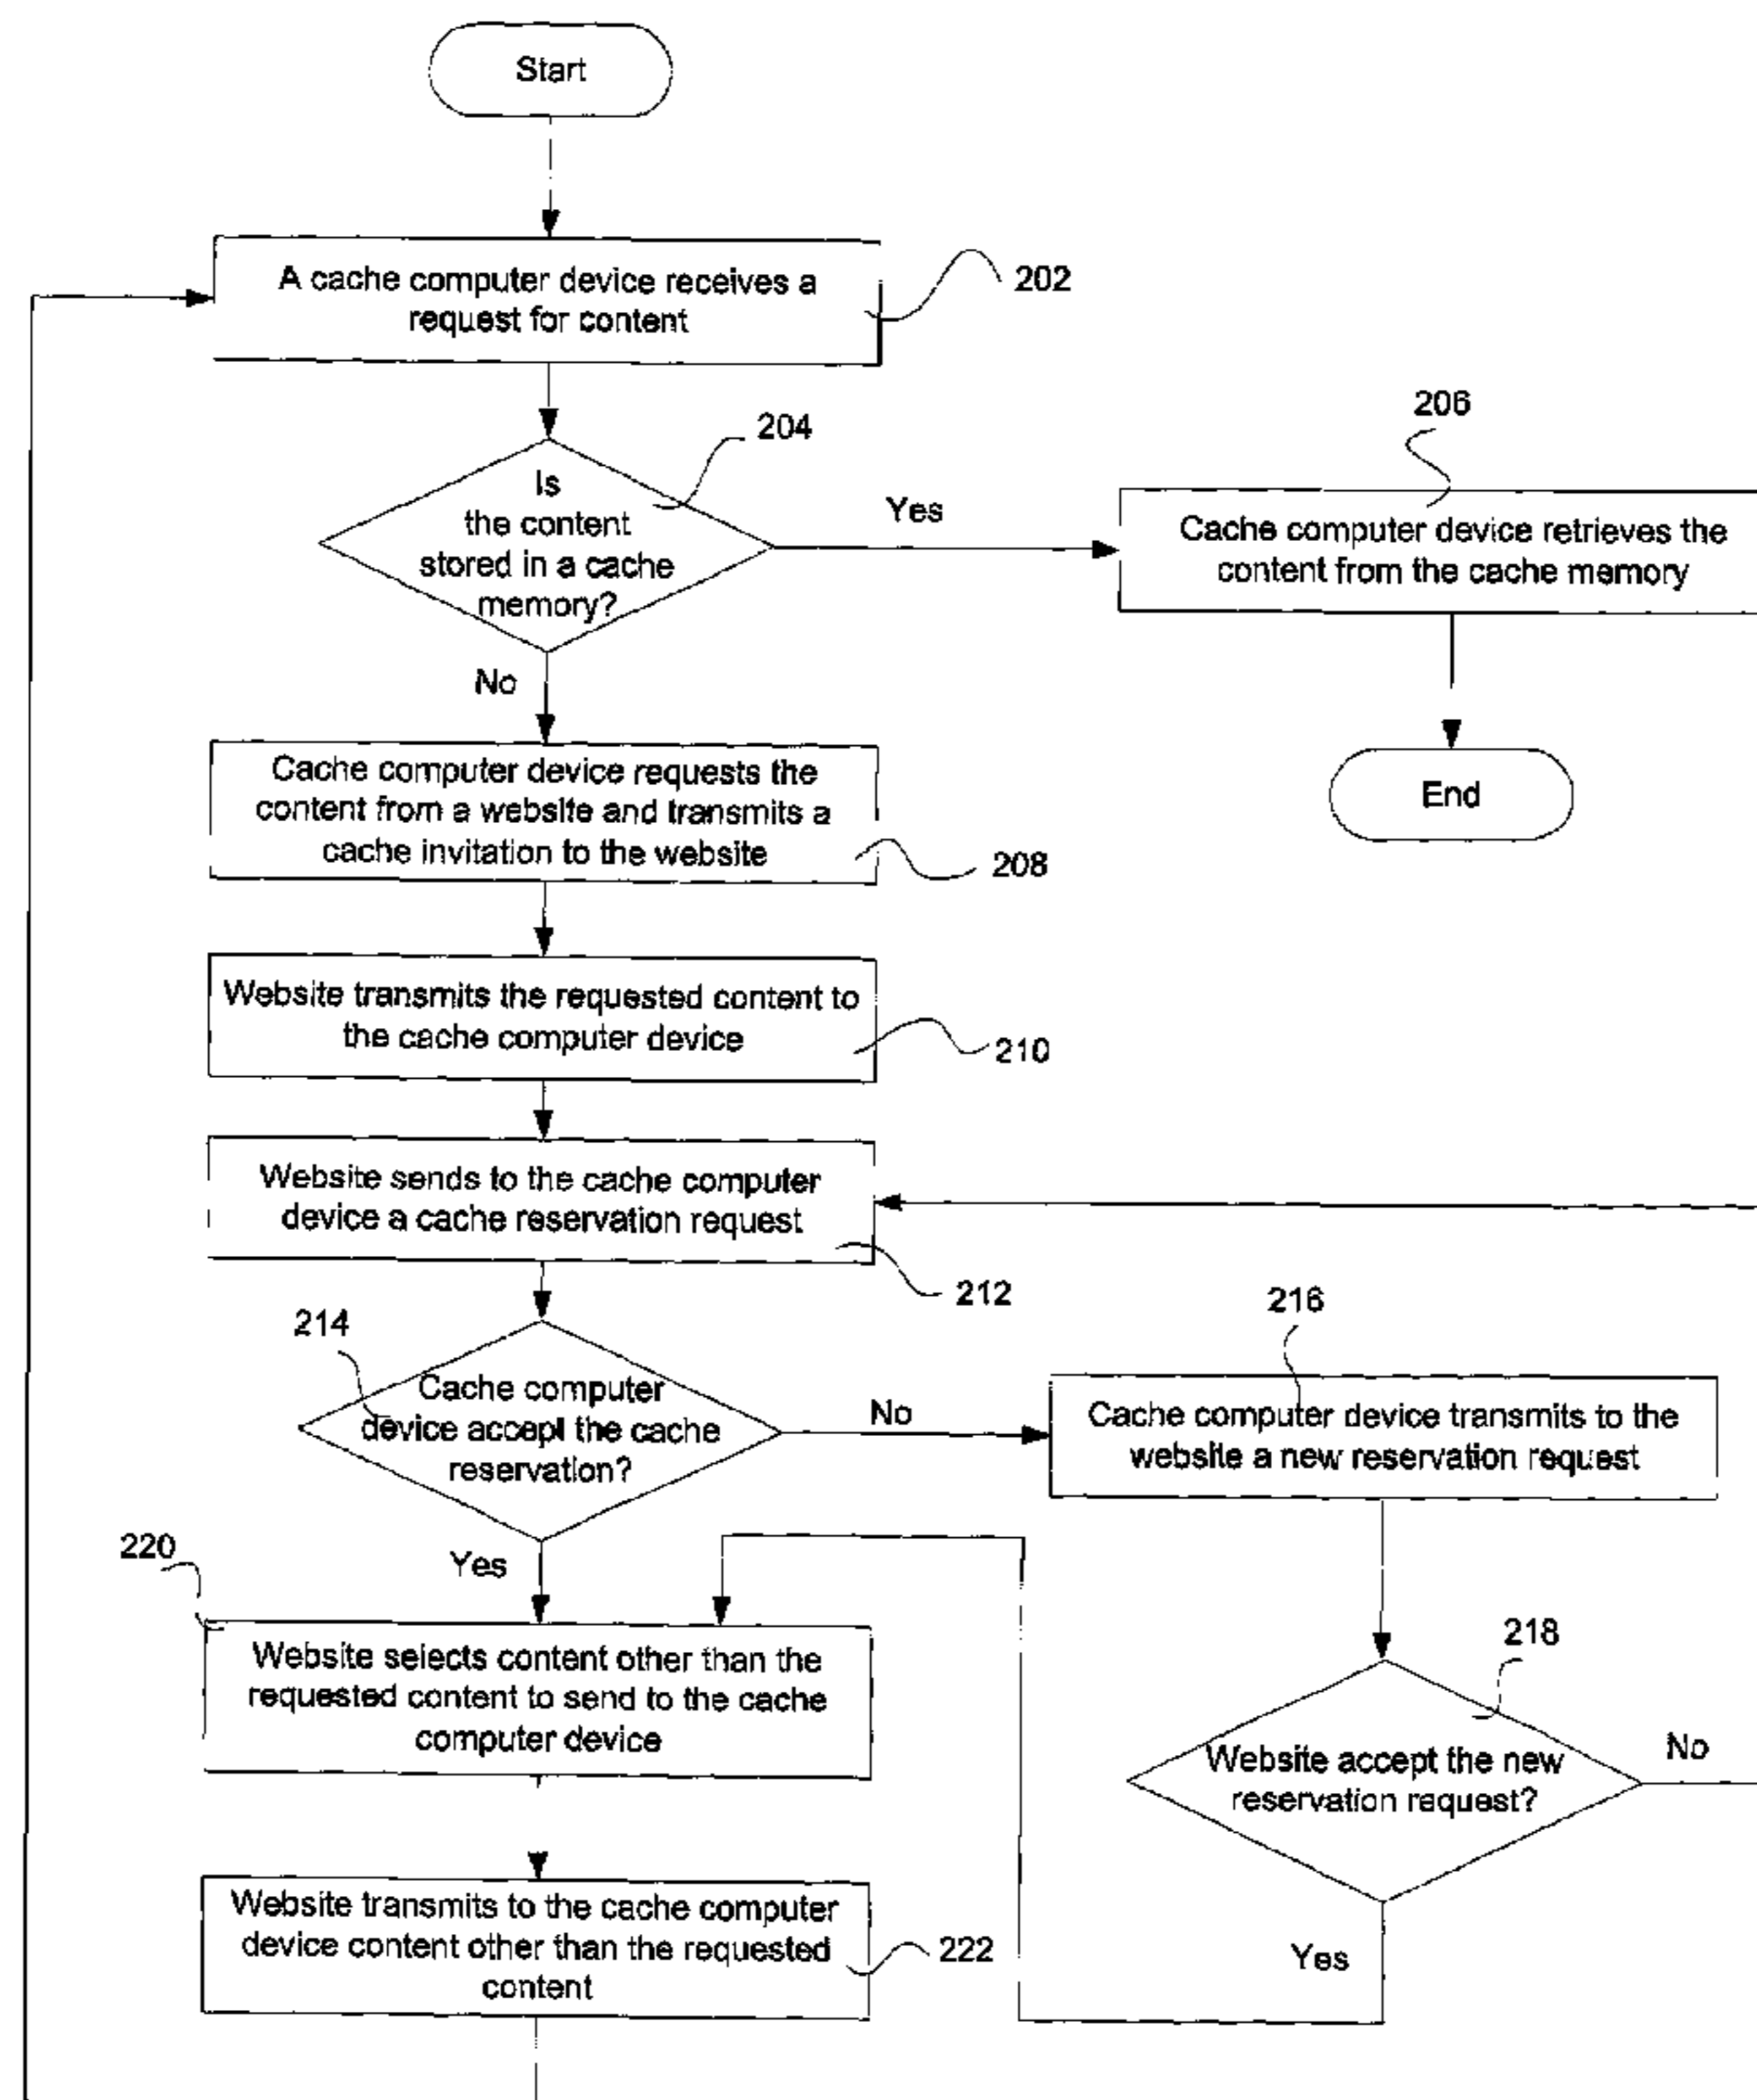 Start
A cache computer device receives a
request for content
202
204
Is
the content
stored in a cache
memory?
Yes
206
Cache computer device retrieves the
content from the cache memory
End
No
Cache computer device requests the
content from a website and transmits a
cache invitation to the website
208
Website transmits the requested content to
the cache computer device
210
Website sends to the cache computer
device a cache reservation request
212
214
Cache computer
device accept the cache
reservation?
No
216
Cache computer device transmits to the
website a new reservation request
Yes
218
Website accept the new
reservation request?
No
Yes
220
Website selects content other than the
requested content to send to the cache
computer device
Website transmits to the cache computer
device content other than the requested
content
222